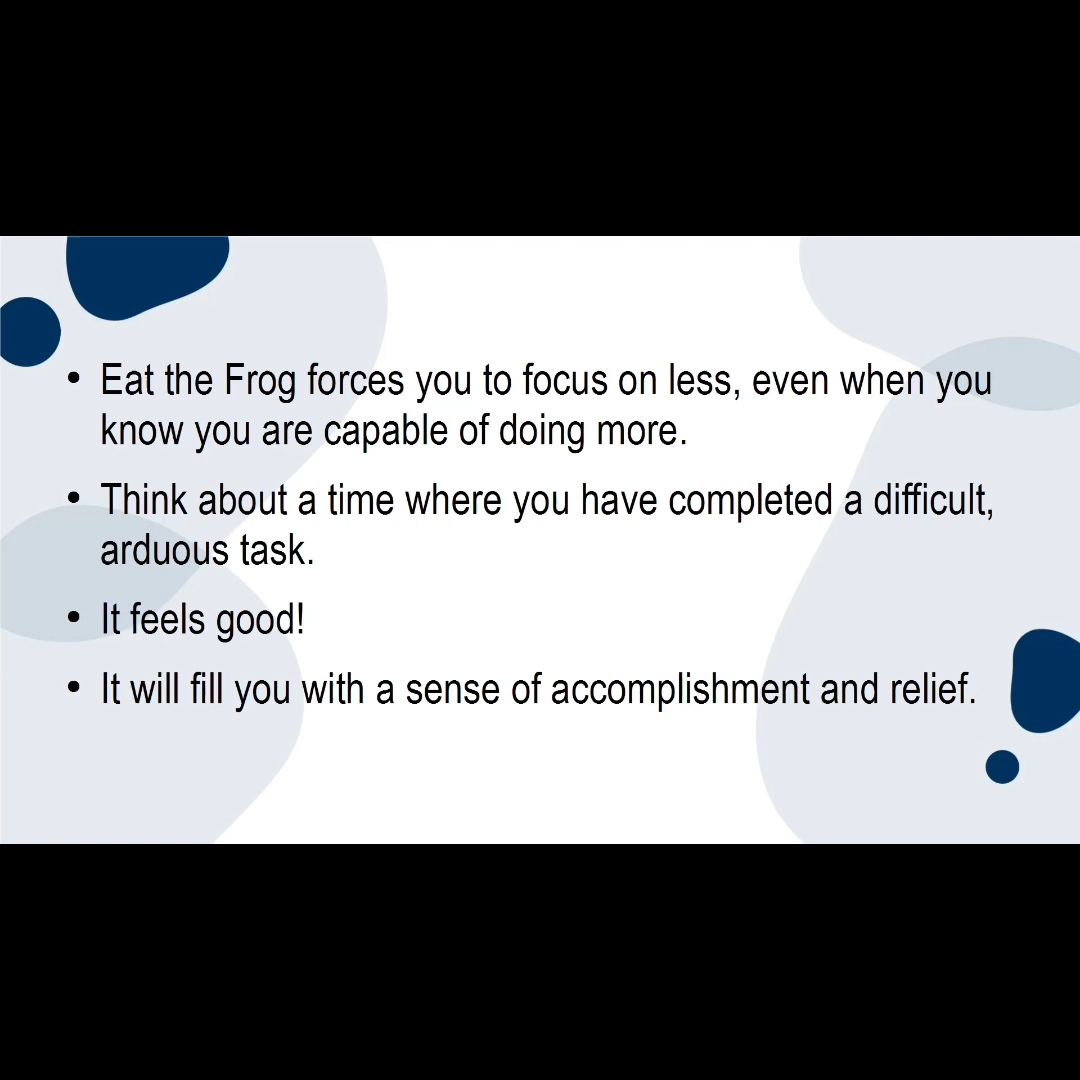 • Eat the Frog forces you to focus on less, even when you
know you are capable of doing more.
• Think about a time where you have completed a difficult,
arduous task.
• It feels good!
• It will fill you with a sense of accomplishment and relief.